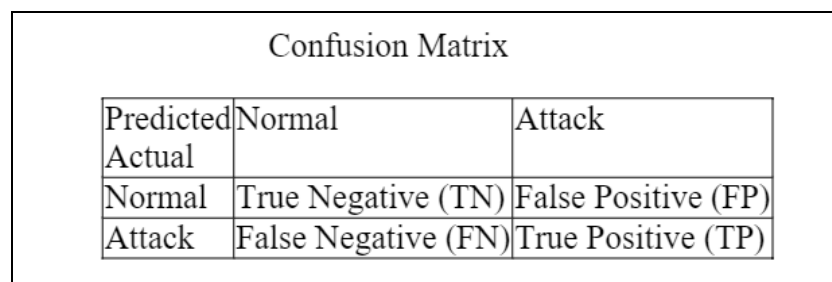 Confusion Matrix
Predicted Normal Attack
Actual
Normal True Negative (TN) False Positive (FP)
Attack False Negative (FN) True Positive (TP)